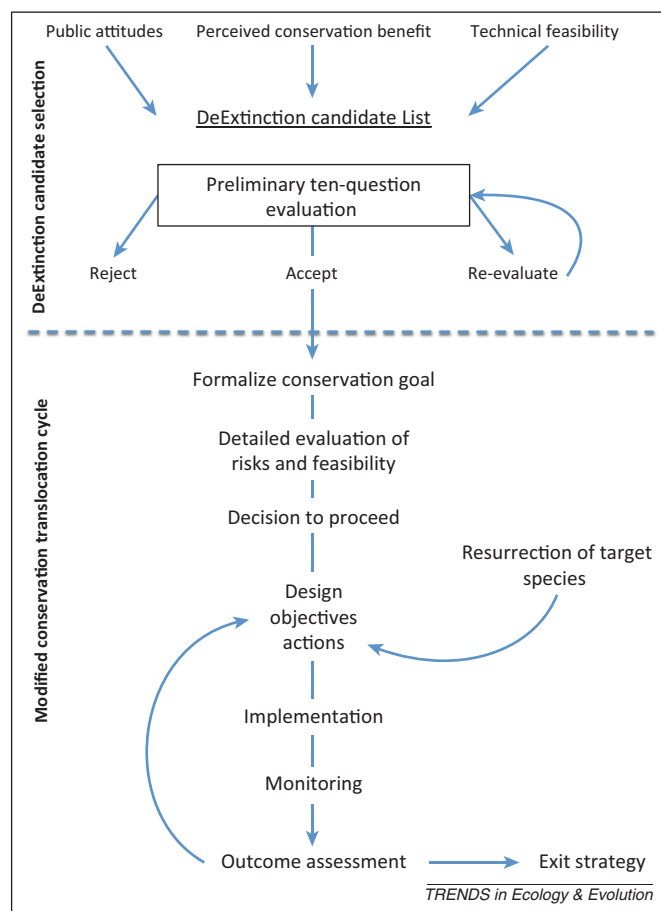 Public attitudes
Perceived conservation benefit
Technical feasibility
DeExtinction candidate List
DeExtinction candidate selection
Preliminary ten-question
evaluation
Reject
Accept
Re-evaluate
Modified conservation translocation cycle
Formalize conservation goal
Detailed evaluation of
risks and feasibility
Decision to proceed
Resurrection of target
species
Design
objectives
actions
Implementation
Monitoring
Outcome assessment
Exit strategy
TRENDS in Ecology & Evolution